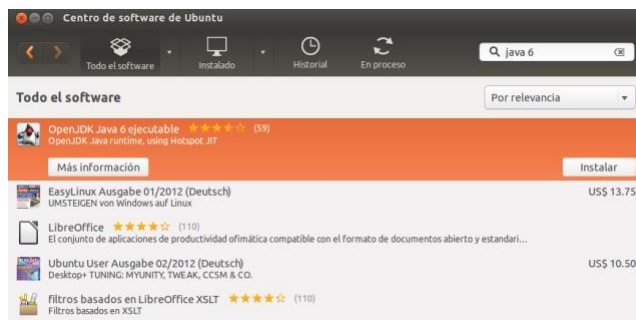 Centro de software de Ubuntu
Todo el software
Instalado
Historial
En proceso
java 6
Todo el software
Por relevancia
OpenJDK Java 6 ejecutable (59)
OpenJDK Java runtime, using Hotspot JIT
Más información
Instalar
EasyLinux Ausgabe 01/2012 (Deutsch) US$ 13.75
UMSTEIGEN von Windows auf Linux
LibreOffice (110)
El conjunto de aplicaciones de productividad ofimática compatible con el formato de documentos abierto y estandari...
Ubuntu User Ausgabe 02/2012 (Deutsch) US$ 10.50
Desktop+ TUNING: MYUNITY, TWEAK, CCSM & CO.
filtros basados en LibreOffice XSLT (110)
Filtros basados en XSLT